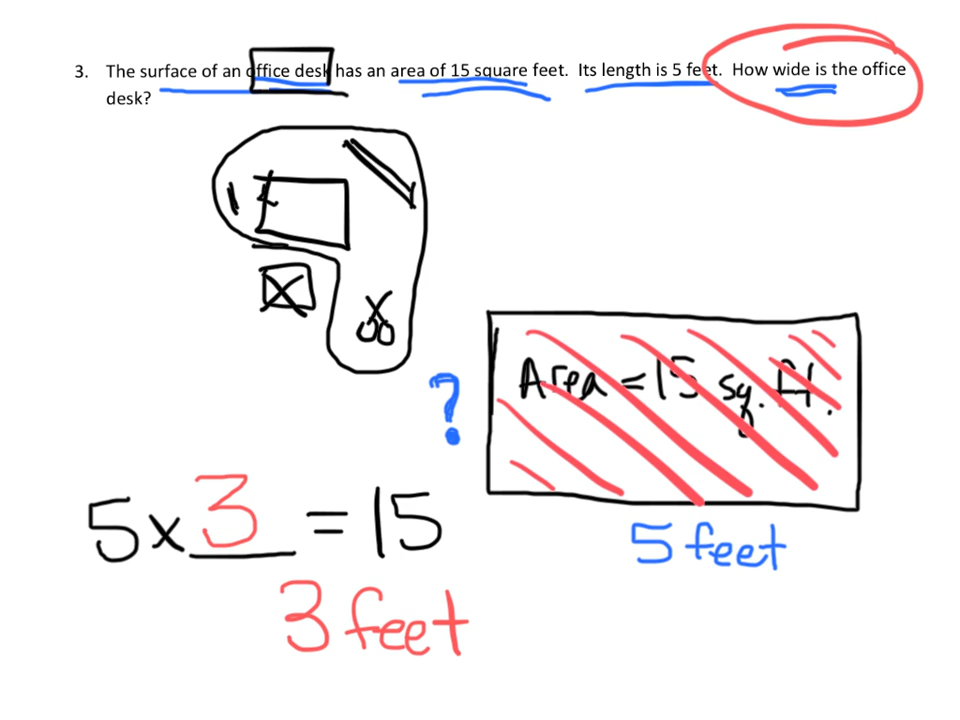 3. The surface of an office desk has an area of 15 square feet. Its length is 5 feet. How wide is the office
desk?
Area = 15 sq. ft.
?
5 x 3 = 15
5 feet
3 feet